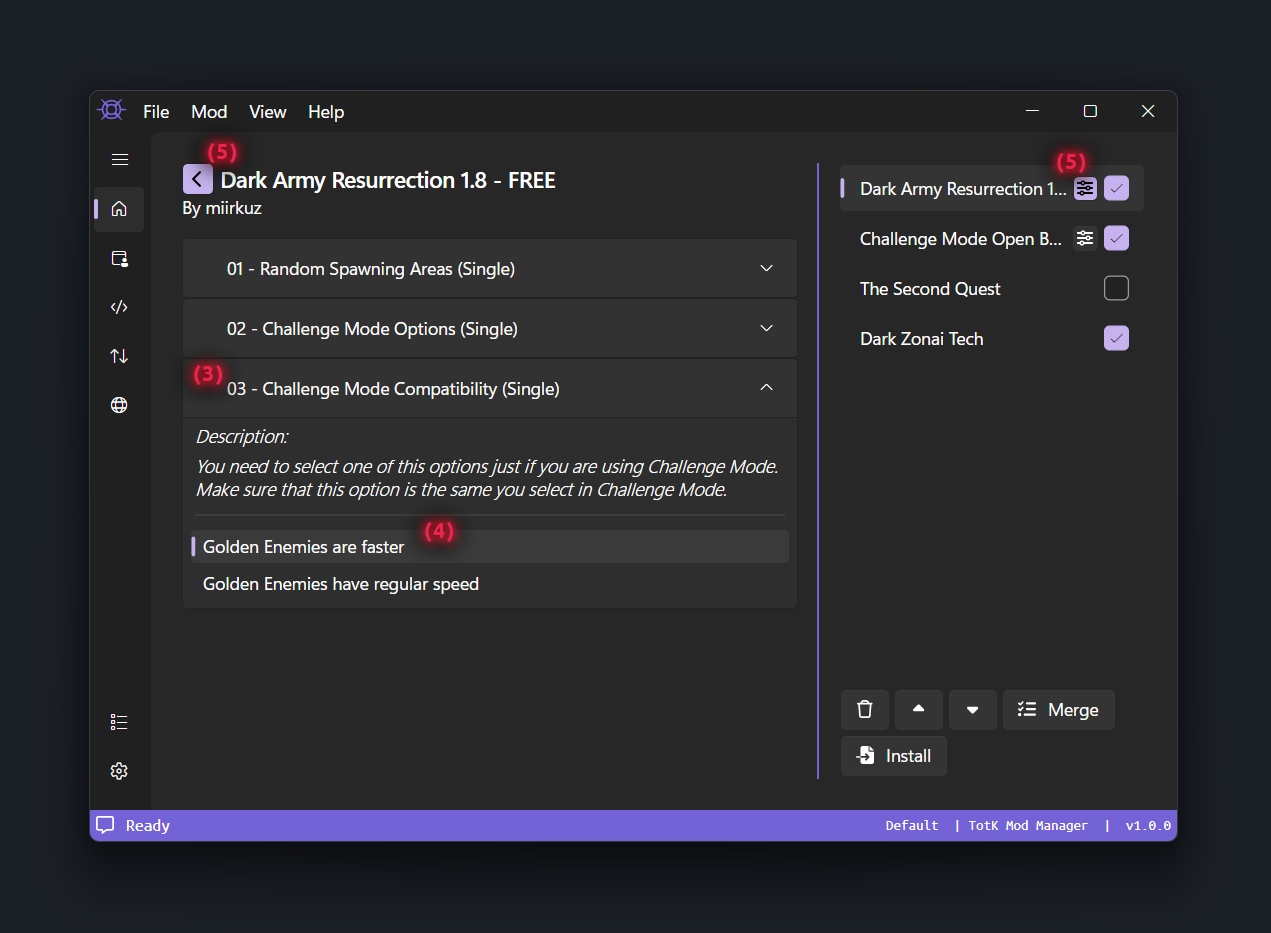 File Mod View Help
(5)
Dark Army Resurrection 1.8 - FREE
By miirkuz
01 - Random Spawning Areas (Single)
02 - Challenge Mode Options (Single)
(3)
03 - Challenge Mode Compatibility (Single)
Description:
You need to select one of this options just if you are using Challenge Mode.
Make sure that this option is the same you select in Challenge Mode.
(4)
Golden Enemies are faster
Golden Enemies have regular speed
(5)
Dark Army Resurrection 1...
Challenge Mode Open B...
The Second Quest
Dark Zonai Tech
Merge
Install
Ready
Default | TotK Mod Manager | v1.0.0